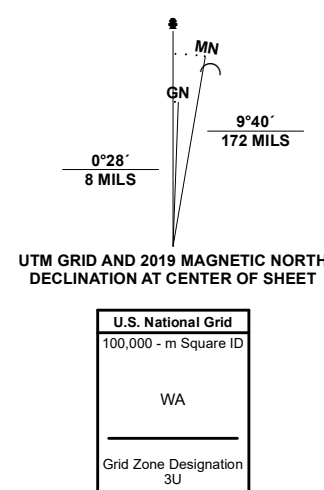 MN
GN
9°40´
172 MILS
0°28´
8 MILS
UTM GRID AND 2019 MAGNETIC NORTH
DECLINATION AT CENTER OF SHEET
U.S. National Grid
100,000 - m Square ID
WA
Grid Zone Designation
3U